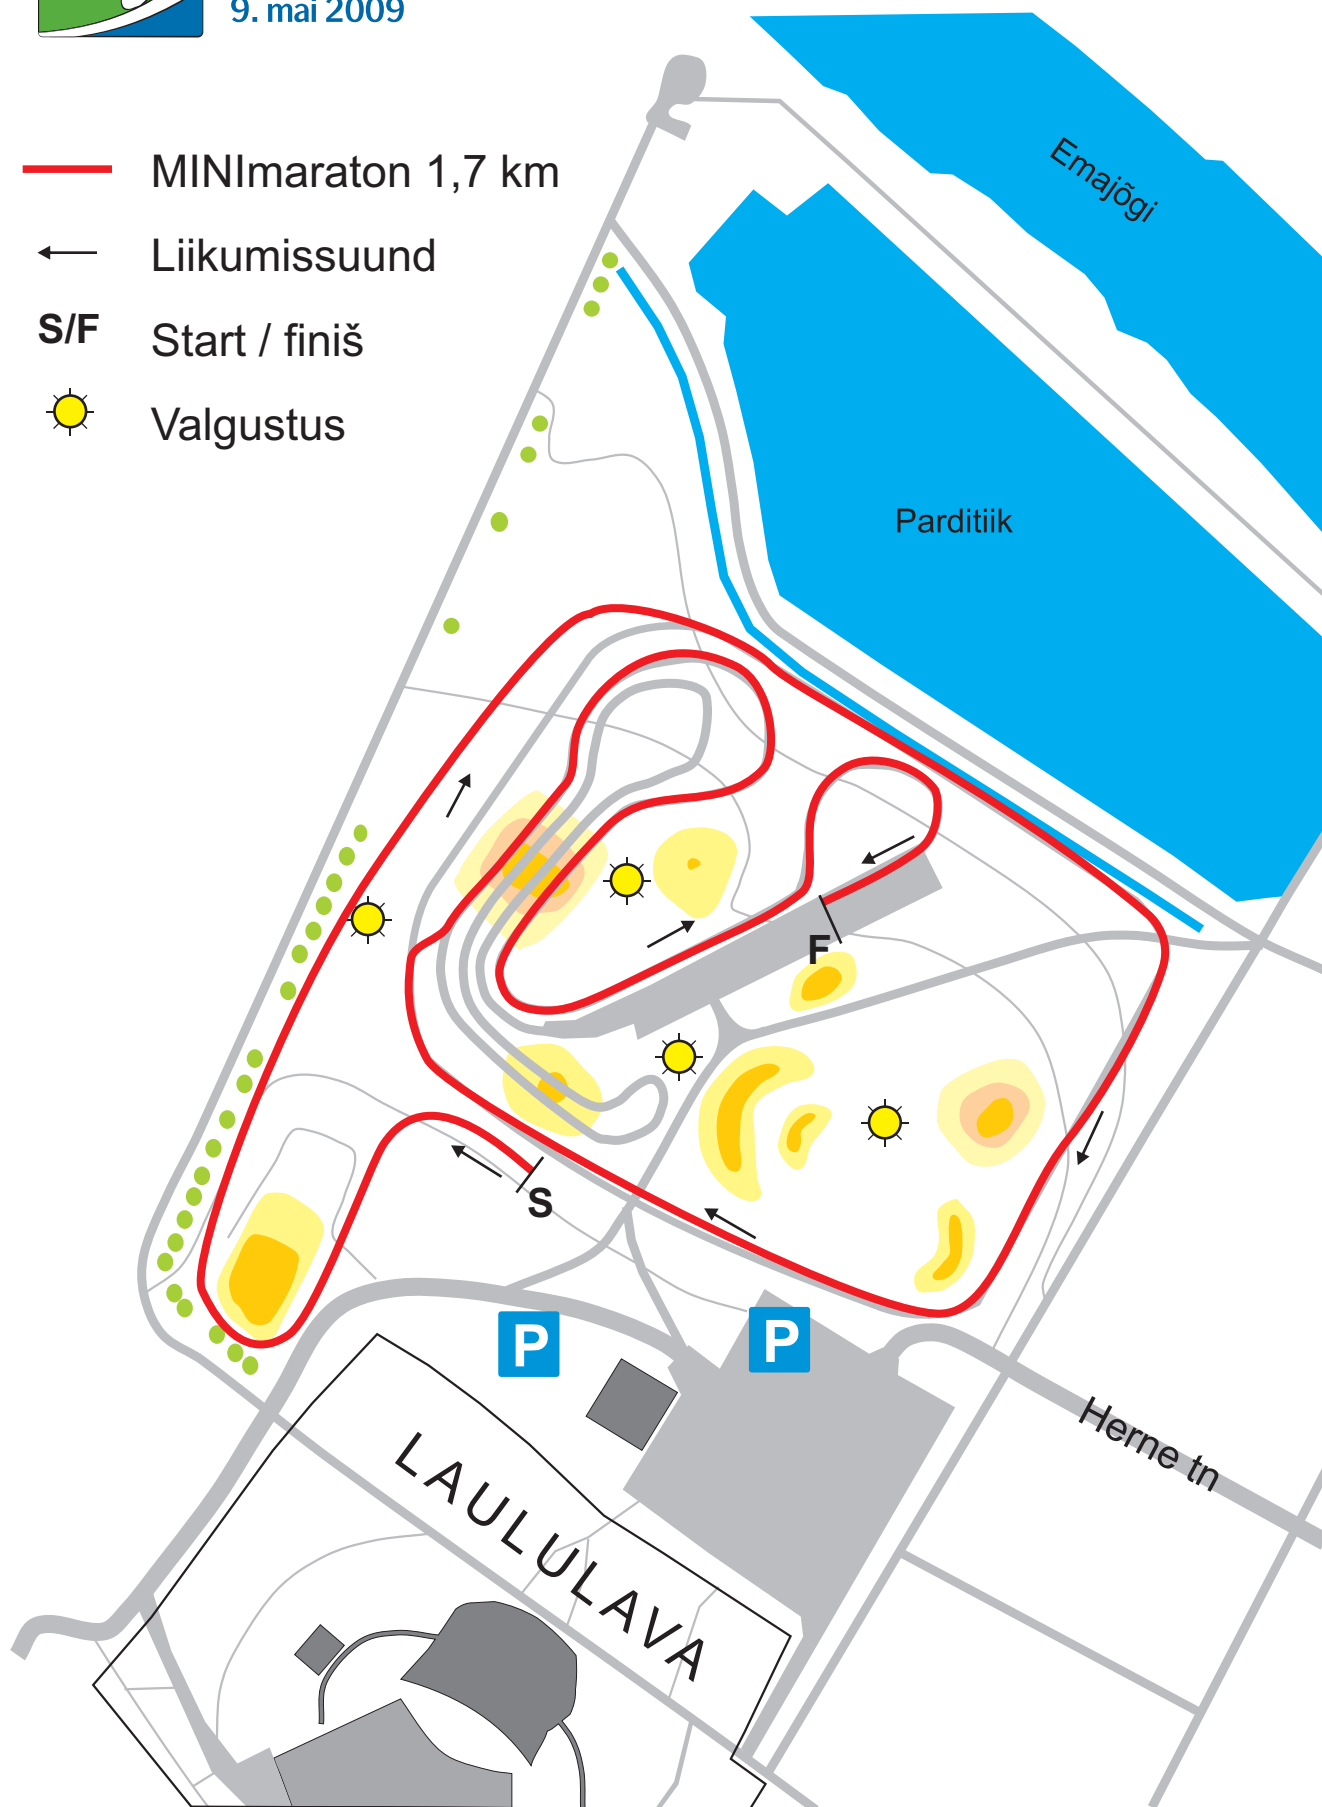 9. mai 2009
MINImaraton 1,7 km
Liikumissuund
S/F Start / finiš
Valgustus
Emajõgi
Parditiik
F
S
P
P
Herne tn
LAULULAVA